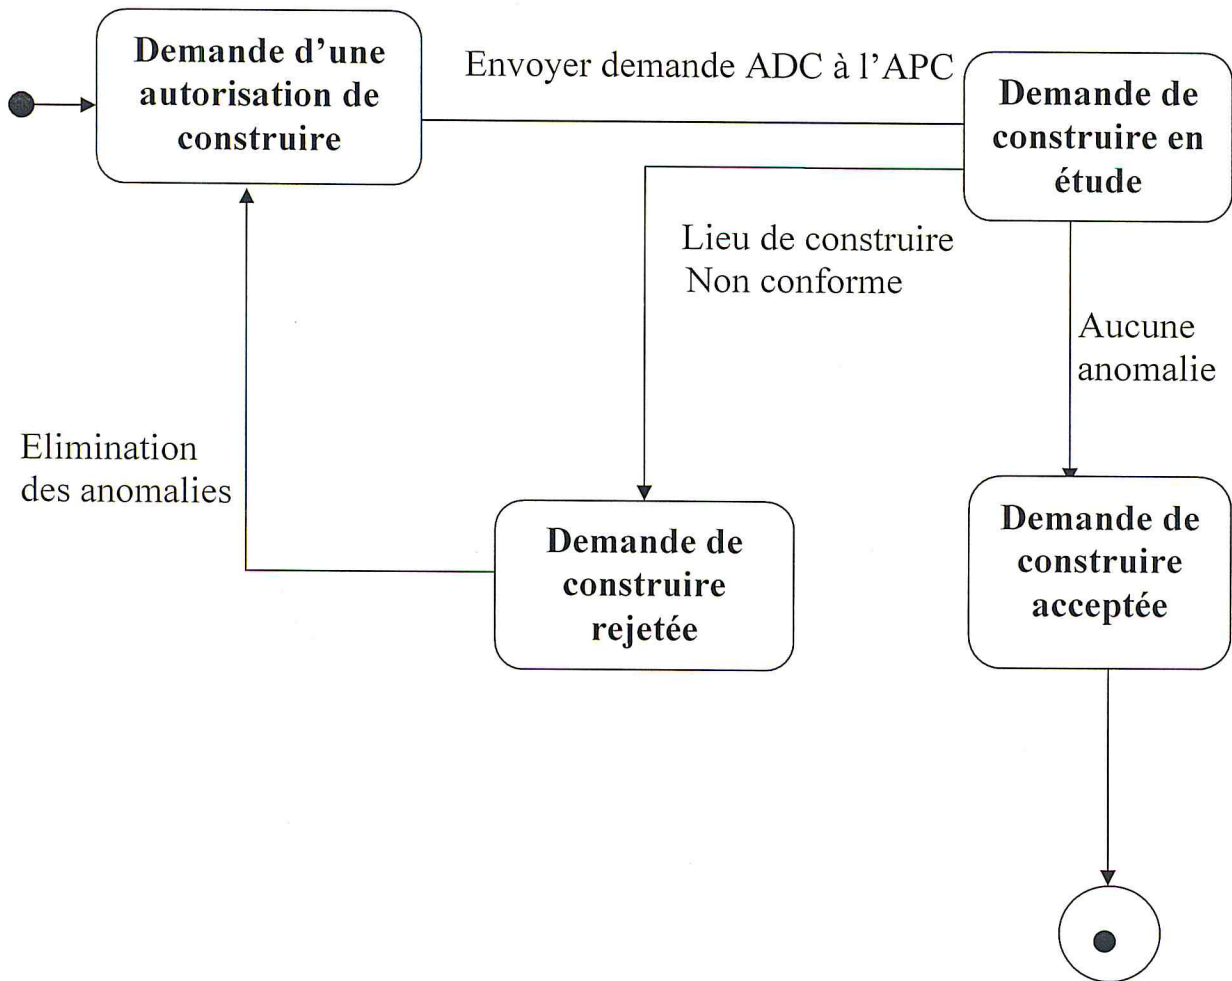 Demande d'une
autorisation de
construire
Envoyer demande ADC à l'APC
Demande de
construire en
étude
Lieu de construire
Non conforme
Aucune
anomalie
Elimination
des anomalies
Demande de
construire
rejetée
Demande de
construire
acceptée